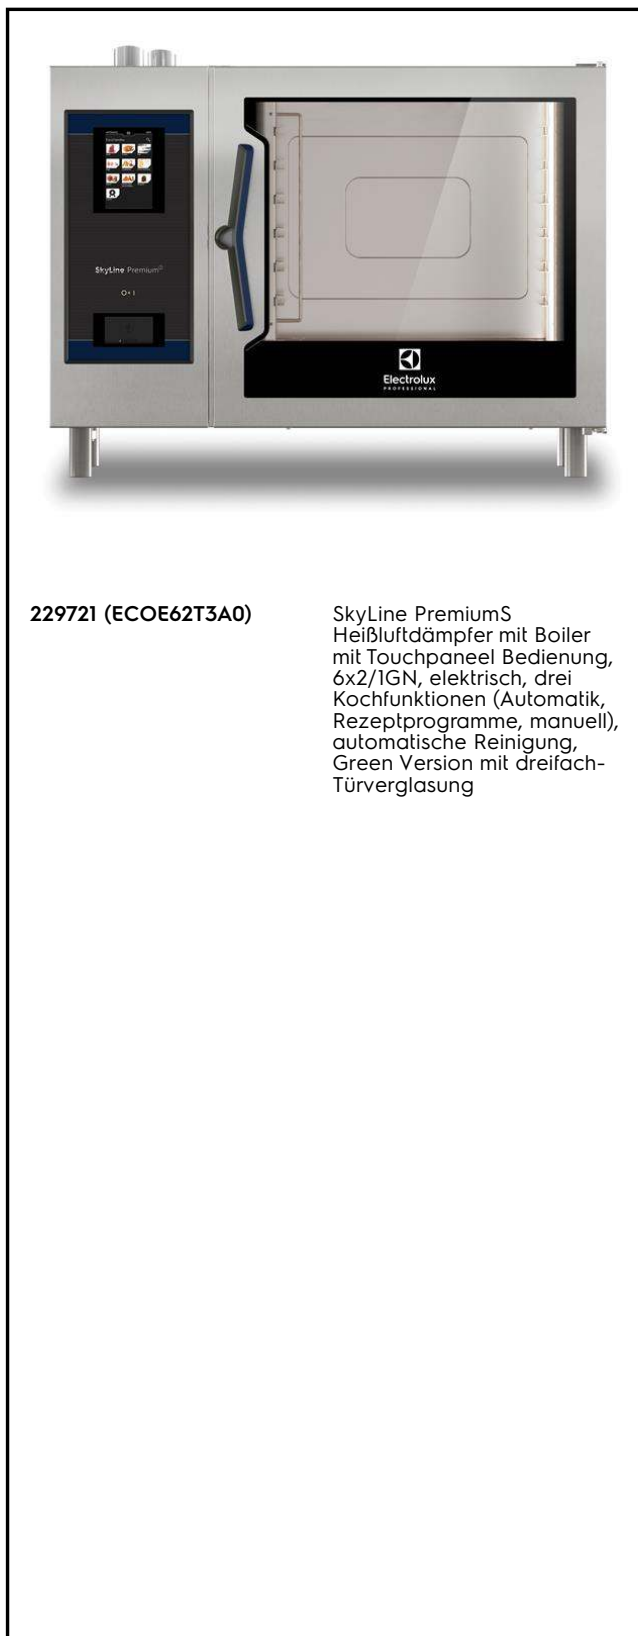 SkyLine PremiumS
Electrolux
PROFESSIONAL
229721 (ECOE62T3A0)
SkyLine PremiumS
Heißluftdämpfer mit Boiler
mit Touchpaneel Bedienung,
6x2/1GN, elektrisch, drei
Kochfunktionen (Automatik,
Rezeptprogramme, manuell),
automatische Reinigung,
Green Version mit dreifach-
Türverglasung